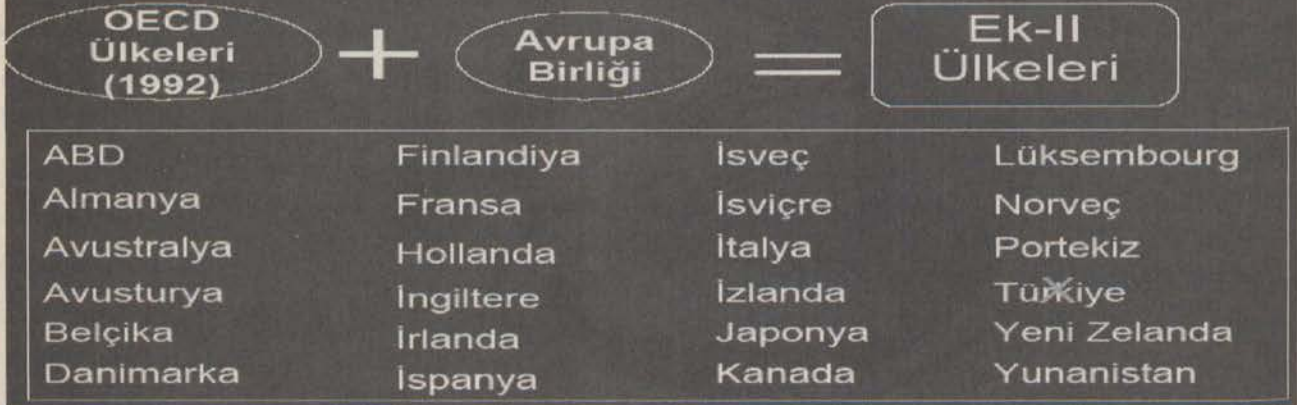 OECD
Ülkeleri
(1992)
+
Avrupa
Birliği
=
Ek-II
Ülkeleri
ABD Finlandiya İsveç Lüksembourg
Almanya Fransa İsviçre Norveç
Avustralya Hollanda İtalya Portekiz
Avusturya İngiltere İzlanda Türkiye
Belçika İrlanda Japonya Yeni Zelanda
Danimarka İspanya Kanada Yunanistan